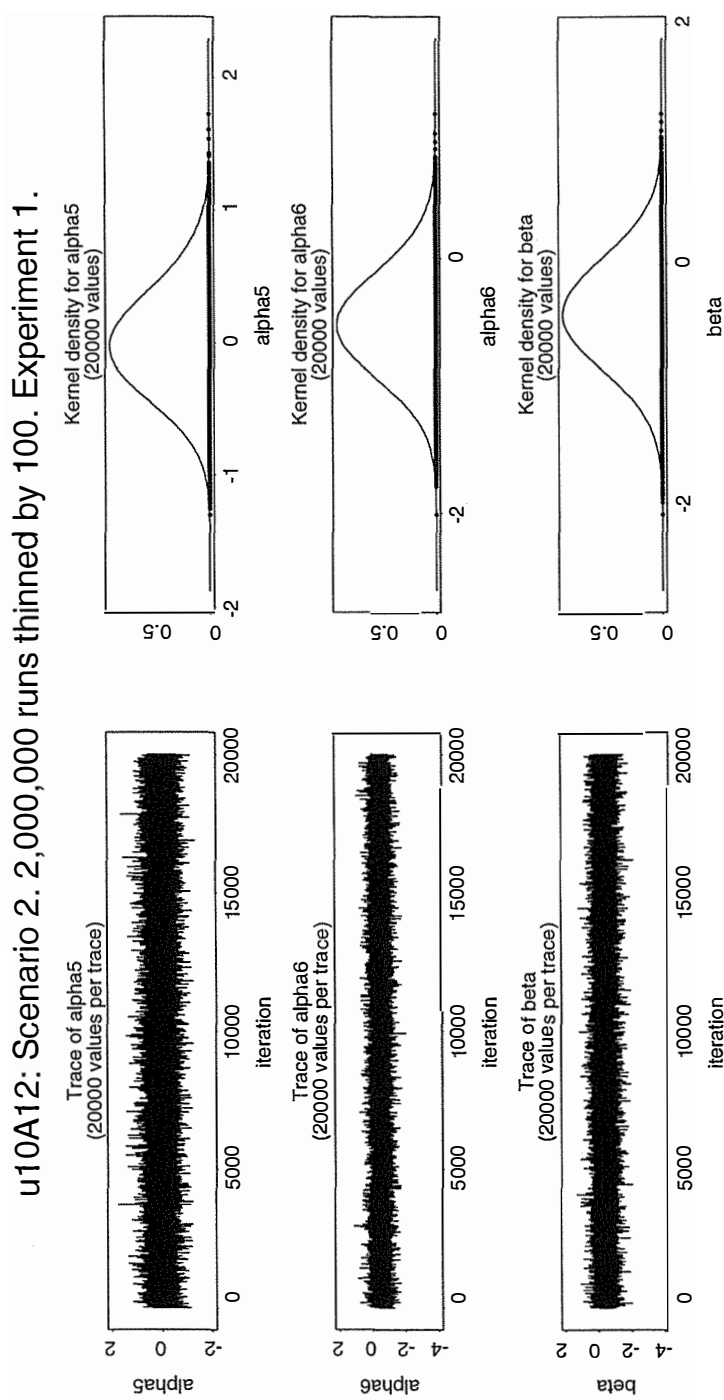 u10A12: Scenario 2. 2,000,000 runs thinned by 100. Experiment 1.
Trace of alpha5
(20000 values per trace)
alpha5
2
0
-2
0
5000
10000
15000
20000
iteration
Kernel density for alpha5
(20000 values)
0.5
0
-2
-1
0
1
2
alpha5
Trace of alpha6
(20000 values per trace)
alpha6
2
0
-2
-4
0
5000
10000
15000
20000
iteration
Kernel density for alpha6
(20000 values)
0.5
0
-2
0
alpha6
Trace of beta
(20000 values per trace)
beta
2
0
-2
-4
0
5000
10000
15000
20000
iteration
Kernel density for beta
(20000 values)
0.5
0
-2
0
2
beta